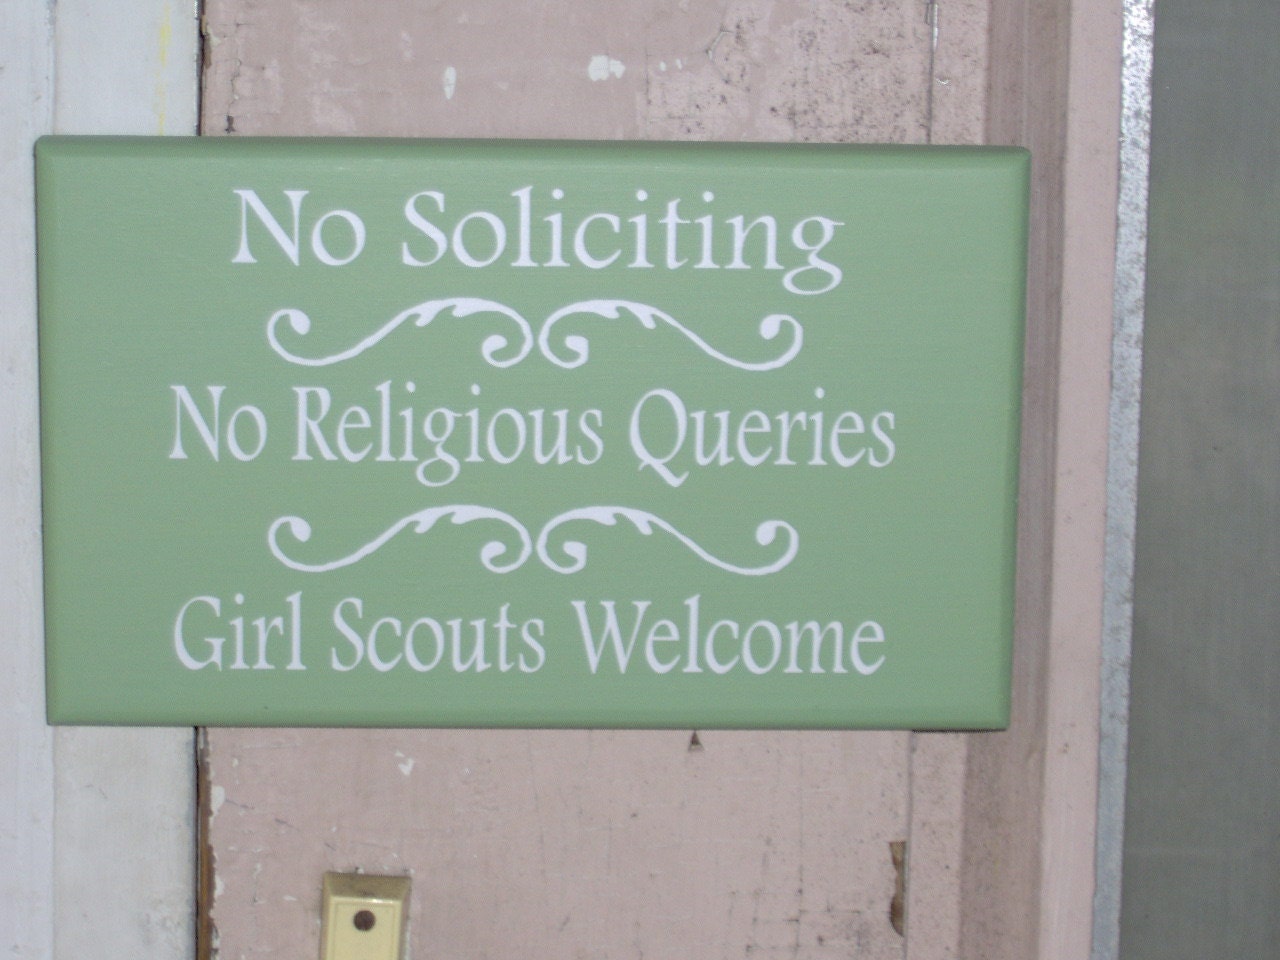 No Soliciting
No Religious Queries
Girl Scouts Welcome